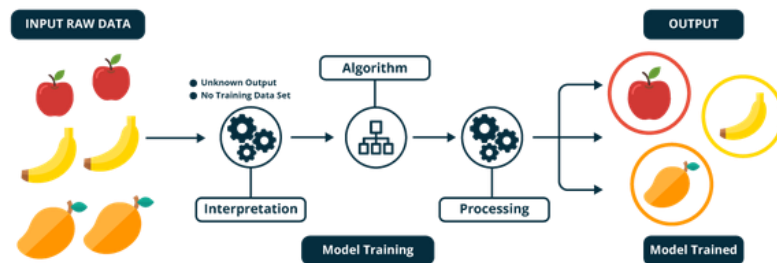 INPUT RAW DATA
OUTPUT
Unknown Output
No Training Data Set
Algorithm
Interpretation
Processing
Model Training
Model Trained